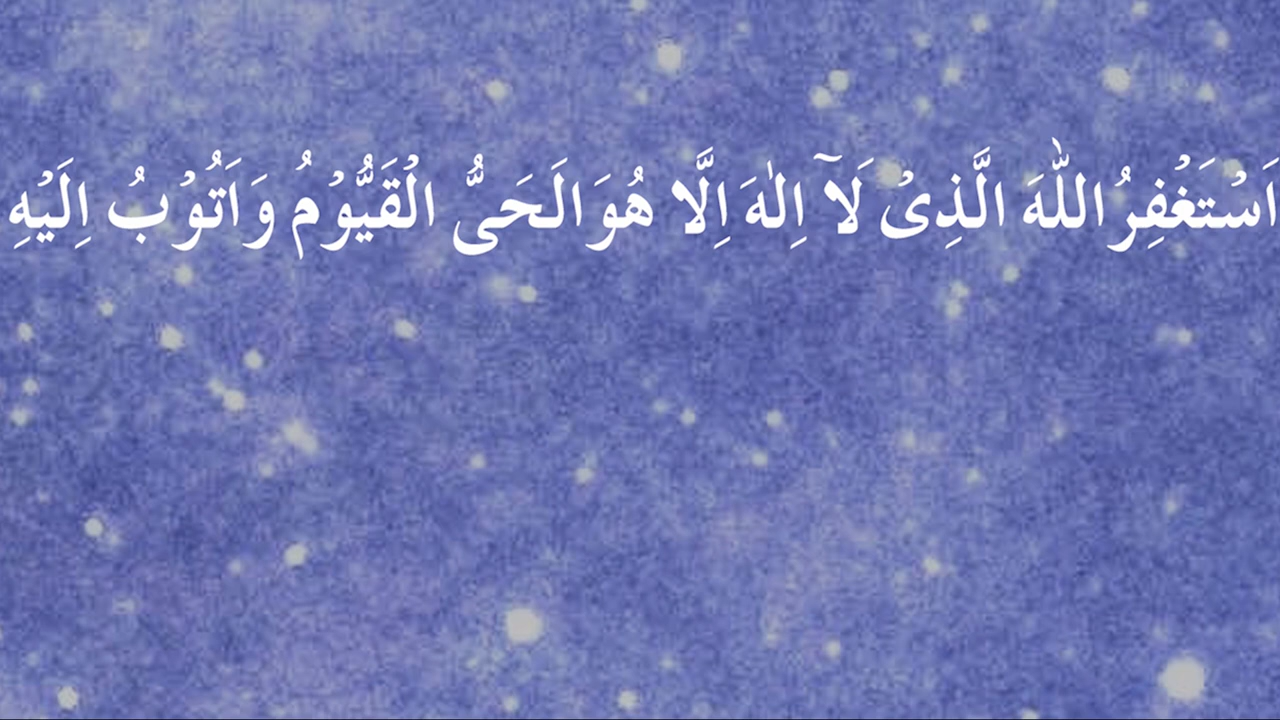 اَسْتَغْفِرُ اللّٰهَ الَّذِىْ لَآ اِلٰهَ اِلَّا هُوَ الَحَىُّ الْقَيُّوْمُ وَ اَتُوْبُ اِلَيْهِ